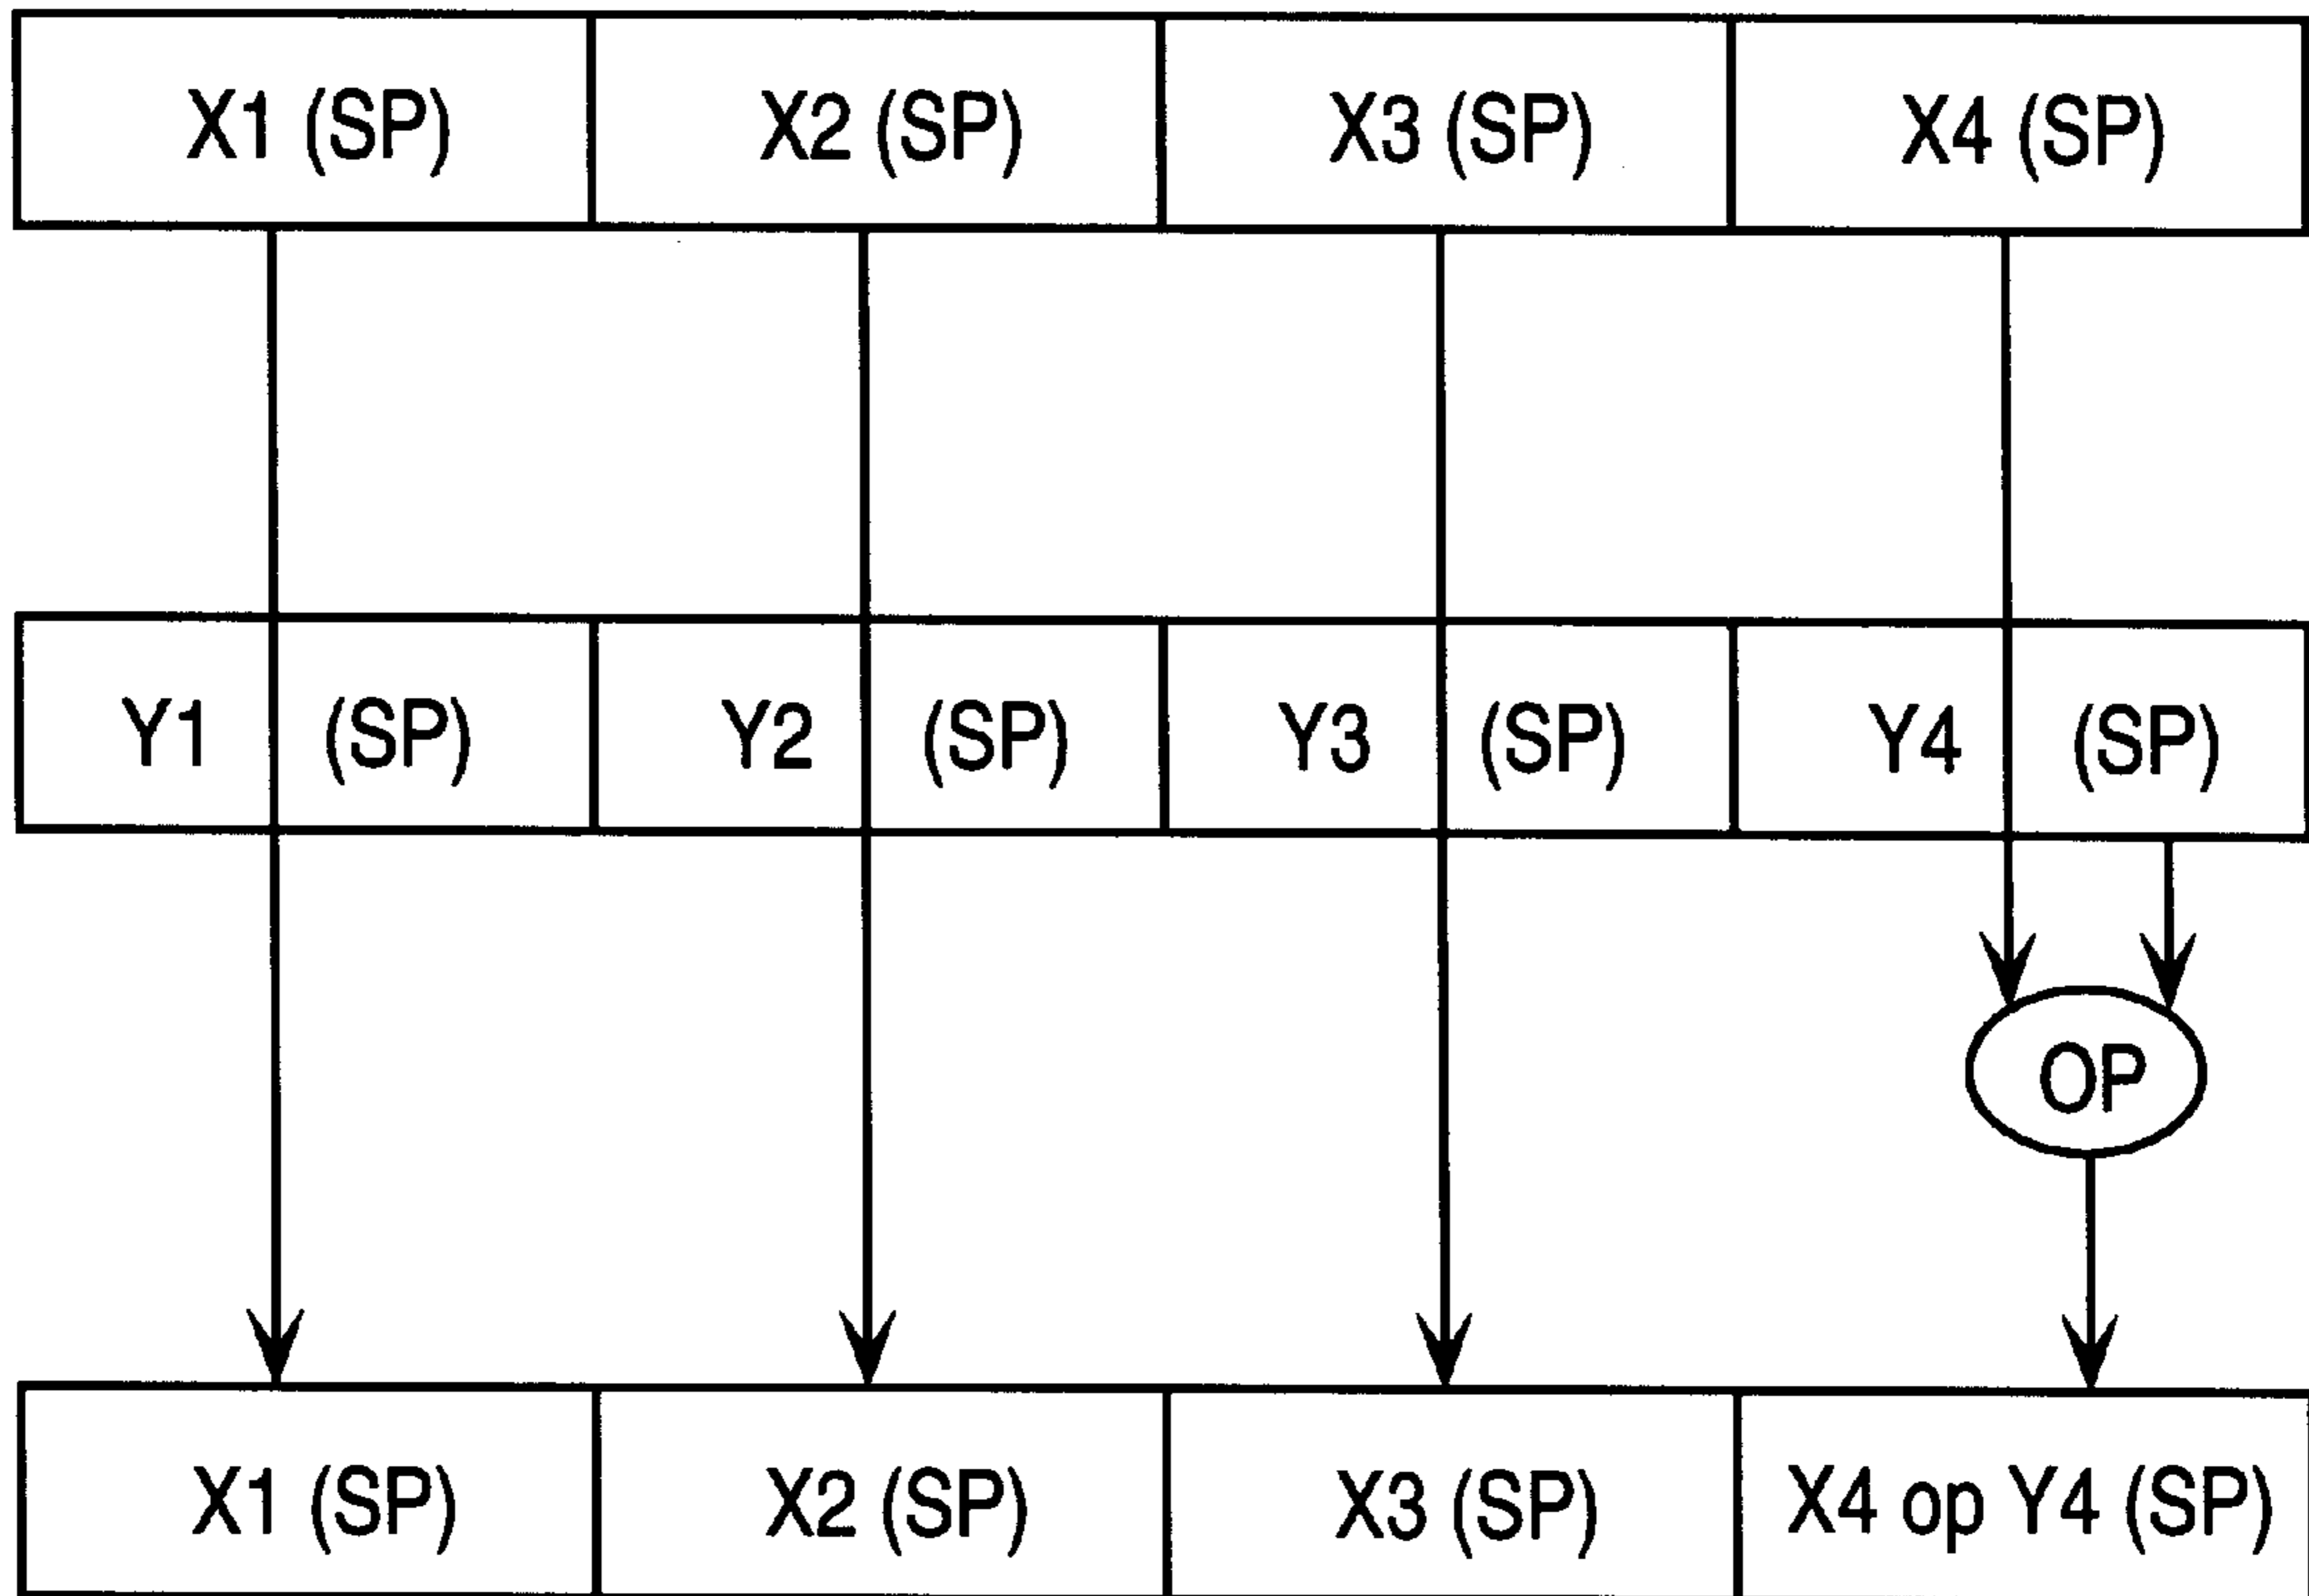 X1 (SP) X2 (SP) X3 (SP) X4 (SP)
Y1 (SP) Y2 (SP) Y3 (SP) Y4 (SP)
OP
X1 (SP) X2 (SP) X3 (SP) X4 op Y4 (SP)